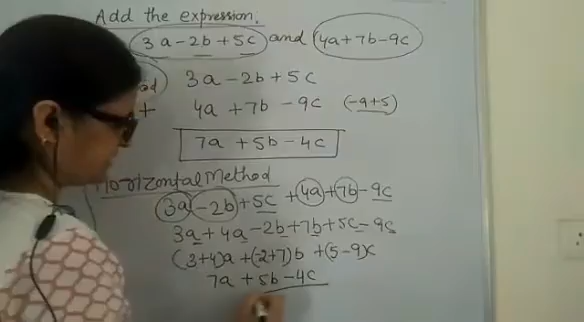 Add the expression.
3a-2b+5c and 4a+7b-9c
3a-2b+5c
+ 4a+7b-9c (-9+5)
7a+5b-4c
Horizontal Method
3a-2b+5c+4a+7b-9c
3a+4a-2b+7b+5c-9c
(3+4)a+(-2+7)b+(5-9)c
7a+5b-4c